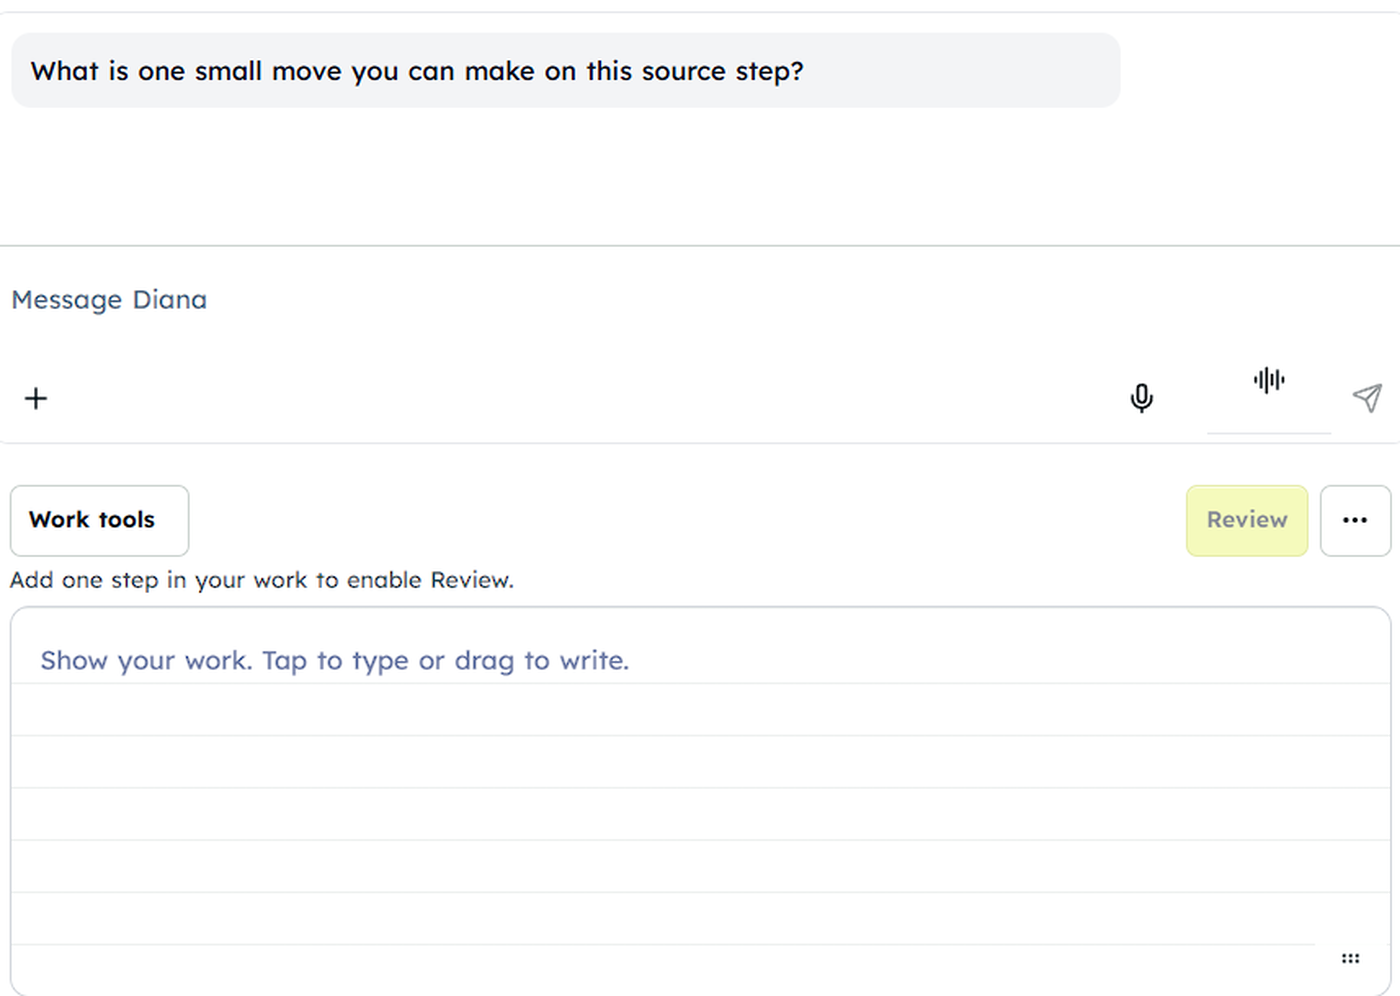 What is one small move you can make on this source step?
Message Diana
Work tools
Review
Add one step in your work to enable Review.
Show your work. Tap to type or drag to write.